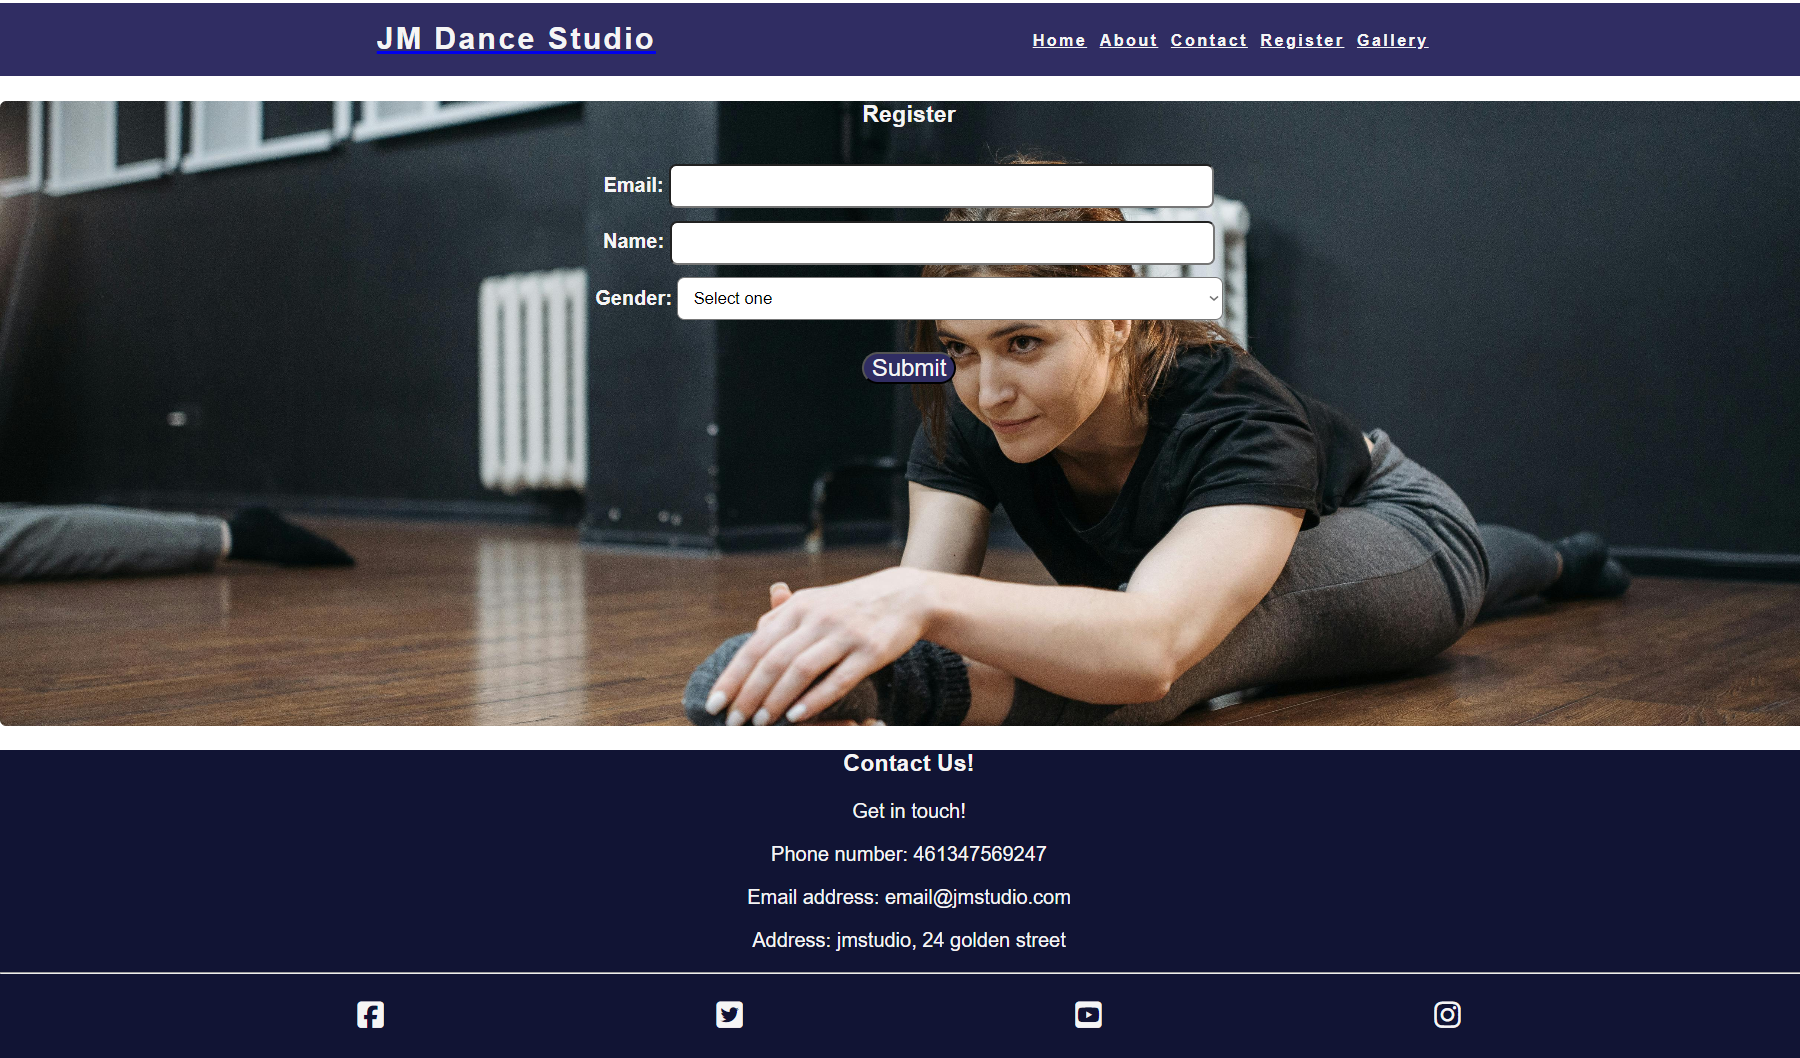 JM Dance Studio
Home About Contact Register Gallery
Register
Email:
Name:
Gender: Select one
Submit
Contact Us!
Get in touch!
Phone number: 461347569247
Email address: email@jmstudio.com
Address: jmstudio, 24 golden street